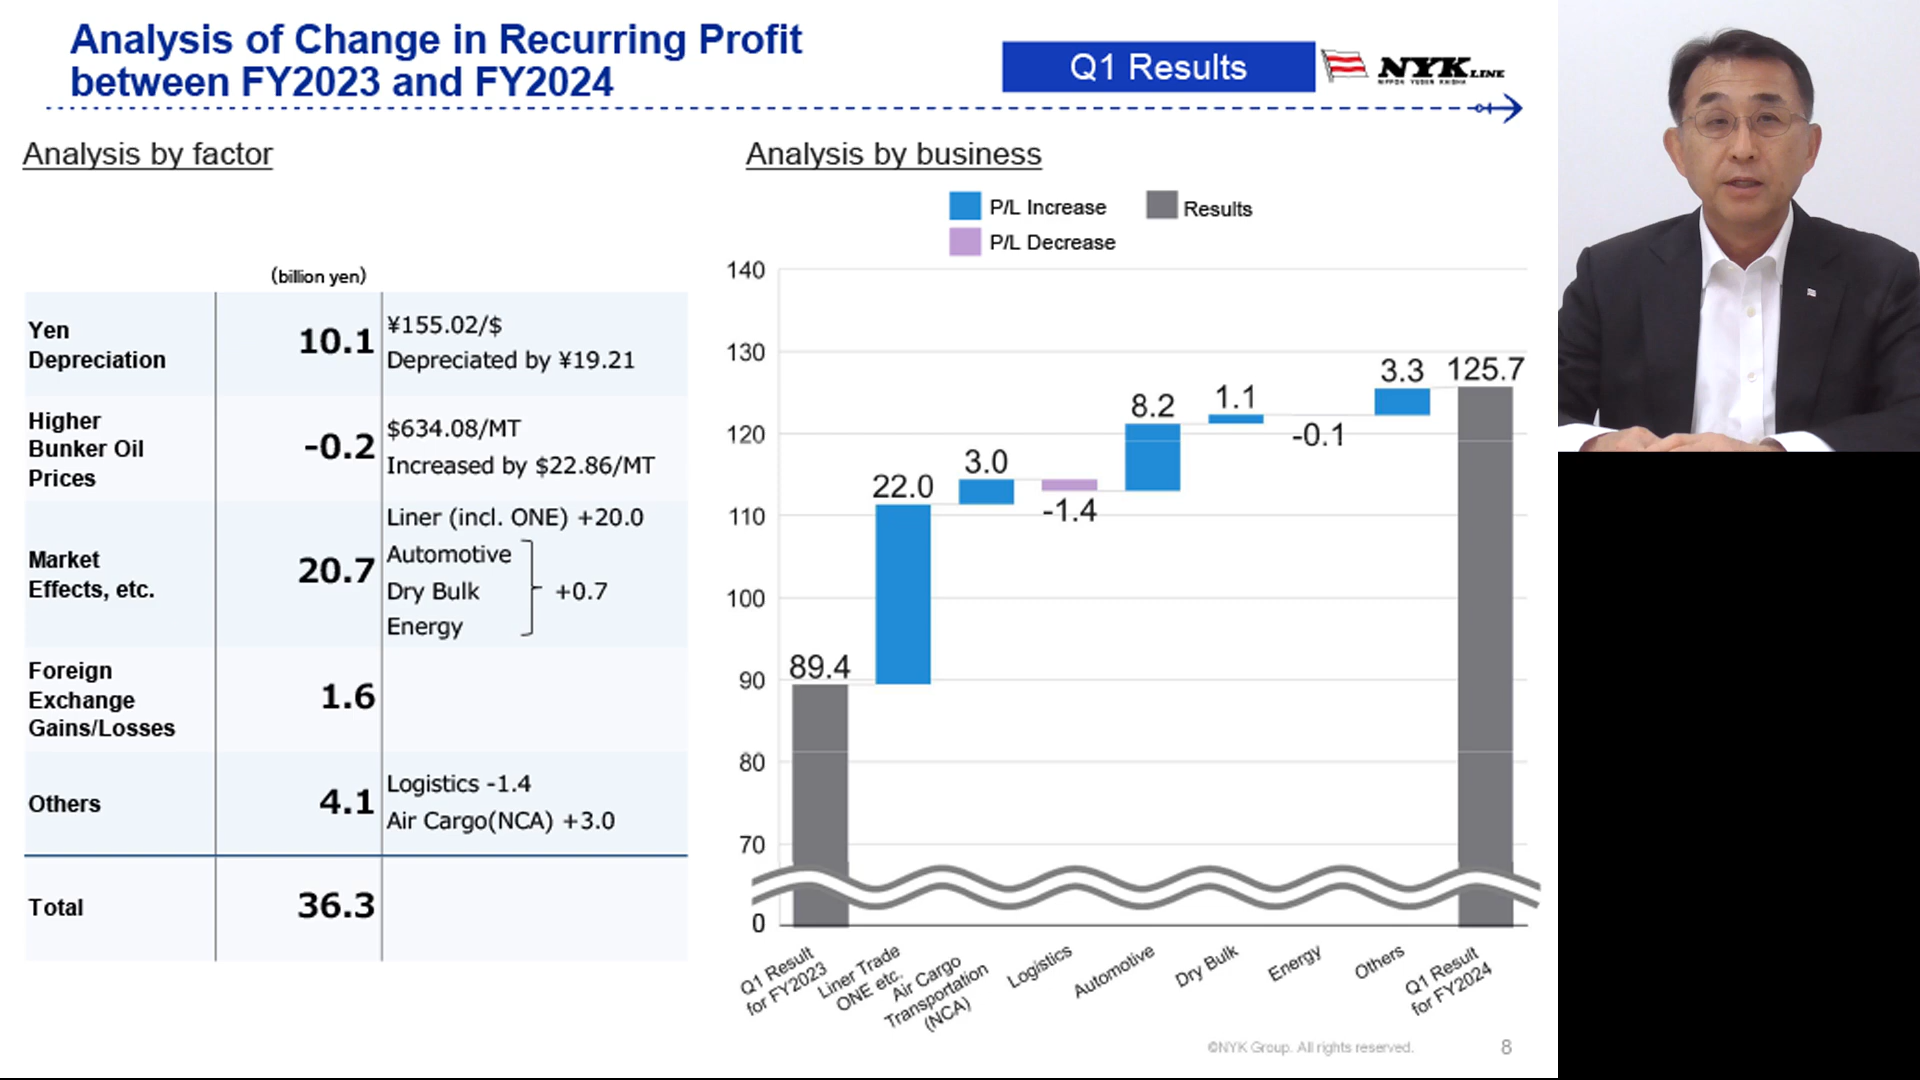 Analysis of Change in Recurring Profit
between FY2023 and FY2024
Q1 Results
NYK LINE
NIPPON YUSEN KAISHA
Analysis by factor
(billion yen)
Yen
Depreciation
10.1
¥155.02/$
Depreciated by ¥19.21
Higher
Bunker Oil
Prices
-0.2
$634.08/MT
Increased by $22.86/MT
Market
Effects, etc.
20.7
Liner (incl. ONE) +20.0
Automotive
Dry Bulk
Energy
+0.7
Foreign
Exchange
Gains/Losses
1.6
Others
4.1
Logistics -1.4
Air Cargo(NCA) +3.0
Total
36.3
Analysis by business
P/L Increase
Results
P/L Decrease
140
130
120
110
100
90
80
70
0
89.4
22.0
3.0
-1.4
8.2
1.1
-0.1
3.3
125.7
Q1 Result
for FY2023
Liner Trade
ONE etc.
Air Cargo
Transportation
(NCA)
Logistics
Automotive
Dry Bulk
Energy
Others
Q1 Result
for FY2024
©NYK Group. All rights reserved.
8